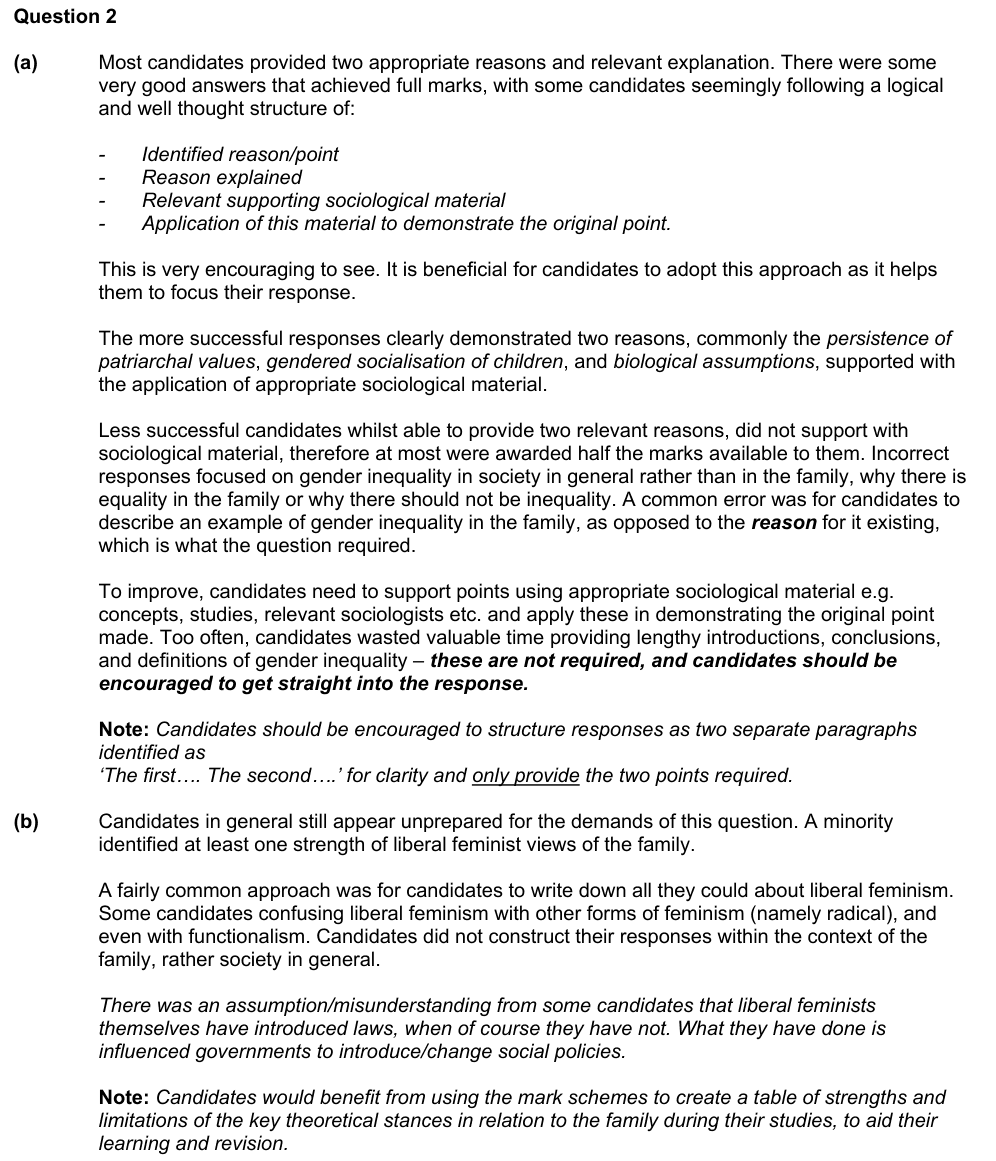 Question 2
(a) Most candidates provided two appropriate reasons and relevant explanation. There were some
very good answers that achieved full marks, with some candidates seemingly following a logical
and well thought structure of:
- Identified reason/point
- Reason explained
- Relevant supporting sociological material
- Application of this material to demonstrate the original point.
This is very encouraging to see. It is beneficial for candidates to adopt this approach as it helps
them to focus their response.
The more successful responses clearly demonstrated two reasons, commonly the persistence of
patriarchal values, gendered socialisation of children, and biological assumptions, supported with
the application of appropriate sociological material.
Less successful candidates whilst able to provide two relevant reasons, did not support with
sociological material, therefore at most were awarded half the marks available to them. Incorrect
responses focused on gender inequality in society in general rather than in the family, why there is
equality in the family or why there should not be inequality. A common error was for candidates to
describe an example of gender inequality in the family, as opposed to the reason for it existing,
which is what the question required.
To improve, candidates need to support points using appropriate sociological material e.g.
concepts, studies, relevant sociologists etc. and apply these in demonstrating the original point
made. Too often, candidates wasted valuable time providing lengthy introductions, conclusions,
and definitions of gender inequality – these are not required, and candidates should be
encouraged to get straight into the response.
Note: Candidates should be encouraged to structure responses as two separate paragraphs
identified as
‘The first…. The second….’ for clarity and only provide the two points required.
(b) Candidates in general still appear unprepared for the demands of this question. A minority
identified at least one strength of liberal feminist views of the family.
A fairly common approach was for candidates to write down all they could about liberal feminism.
Some candidates confusing liberal feminism with other forms of feminism (namely radical), and
even with functionalism. Candidates did not construct their responses within the context of the
family, rather society in general.
There was an assumption/misunderstanding from some candidates that liberal feminists
themselves have introduced laws, when of course they have not. What they have done is
influenced governments to introduce/change social policies.
Note: Candidates would benefit from using the mark schemes to create a table of strengths and
limitations of the key theoretical stances in relation to the family during their studies, to aid their
learning and revision.